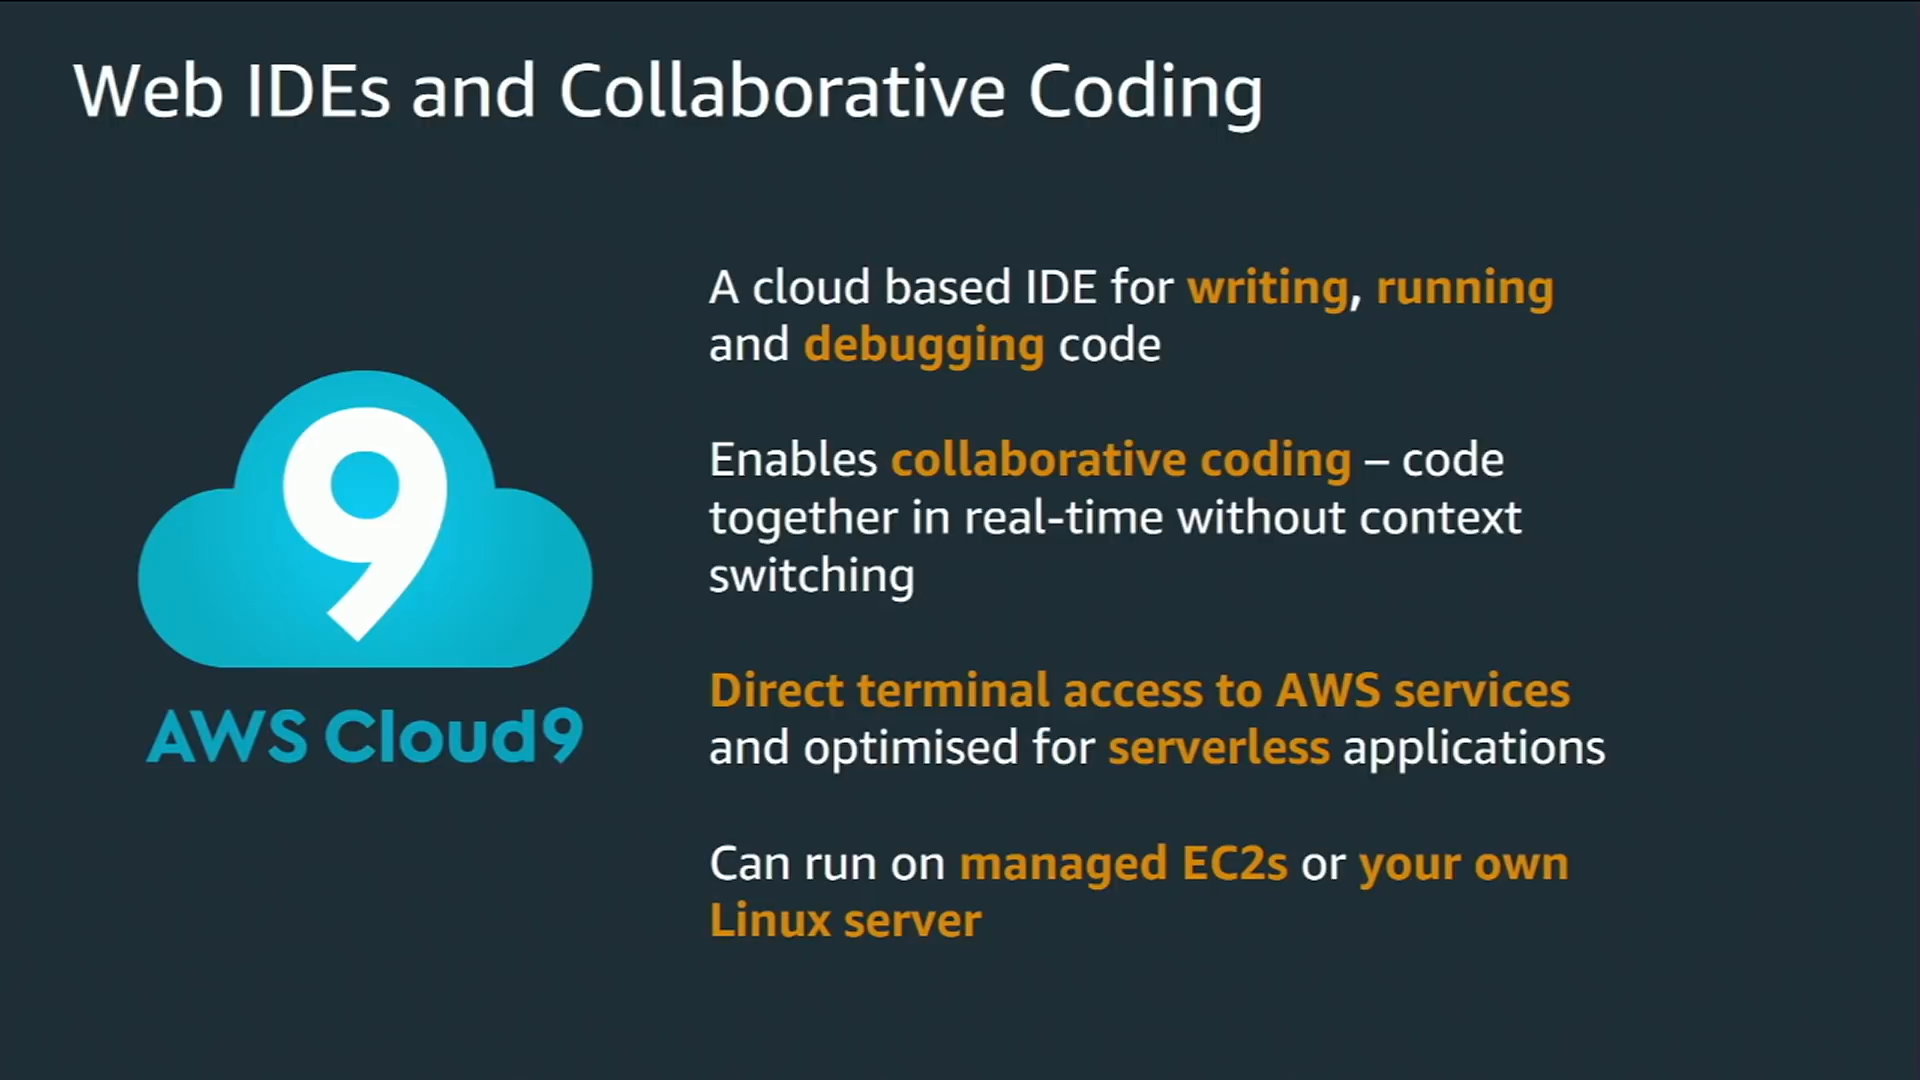 Web IDEs and Collaborative Coding
A cloud based IDE for writing, running
and debugging code
Enables collaborative coding – code
together in real-time without context
switching
Direct terminal access to AWS services
and optimised for serverless applications
Can run on managed EC2s or your own
Linux server
9
AWS Cloud9